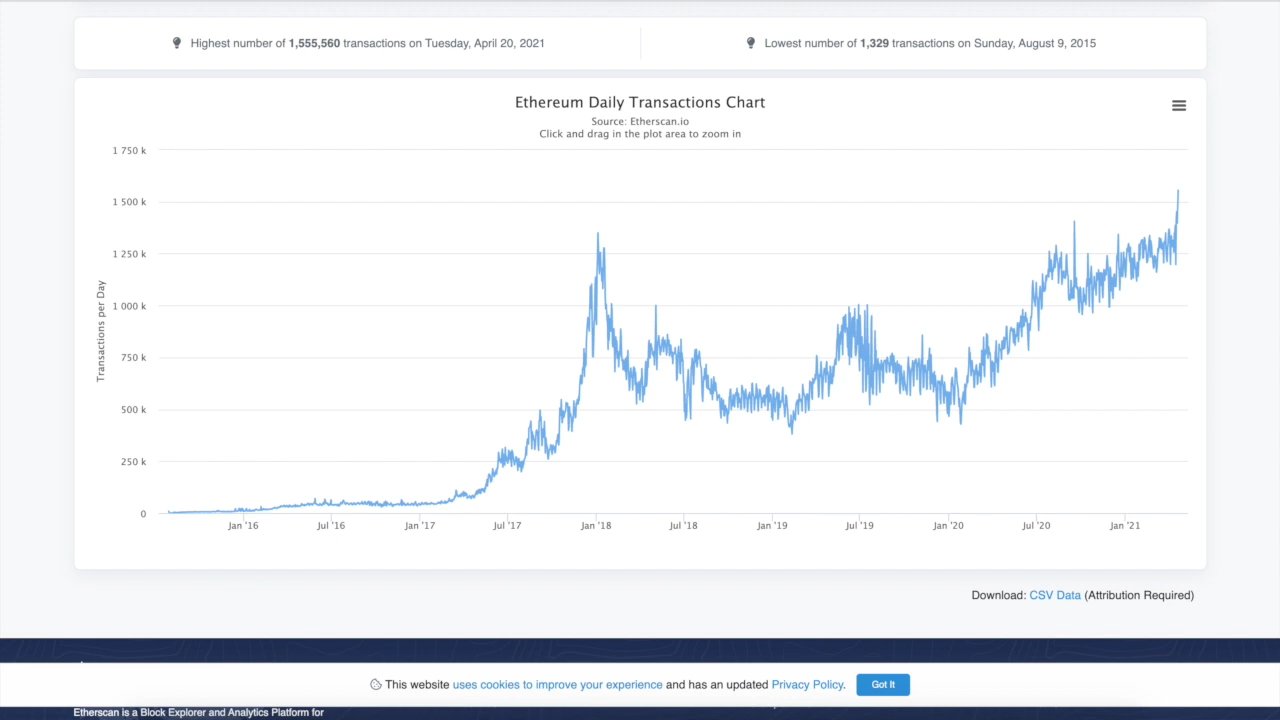 Highest number of 1,555,560 transactions on Tuesday, April 20, 2021
Lowest number of 1,329 transactions on Sunday, August 9, 2015
Ethereum Daily Transactions Chart
Source: Etherscan.io
Click and drag in the plot area to zoom in
Transactions per Day
1 750 k
1 500 k
1 250 k
1 000 k
750 k
500 k
250 k
0
Jan '16
Jul '16
Jan '17
Jul '17
Jan '18
Jul '18
Jan '19
Jul '19
Jan '20
Jul '20
Jan '21
Download: CSV Data (Attribution Required)
This website uses cookies to improve your experience and has an updated Privacy Policy.
Got It
Etherscan is a Block Explorer and Analytics Platform for